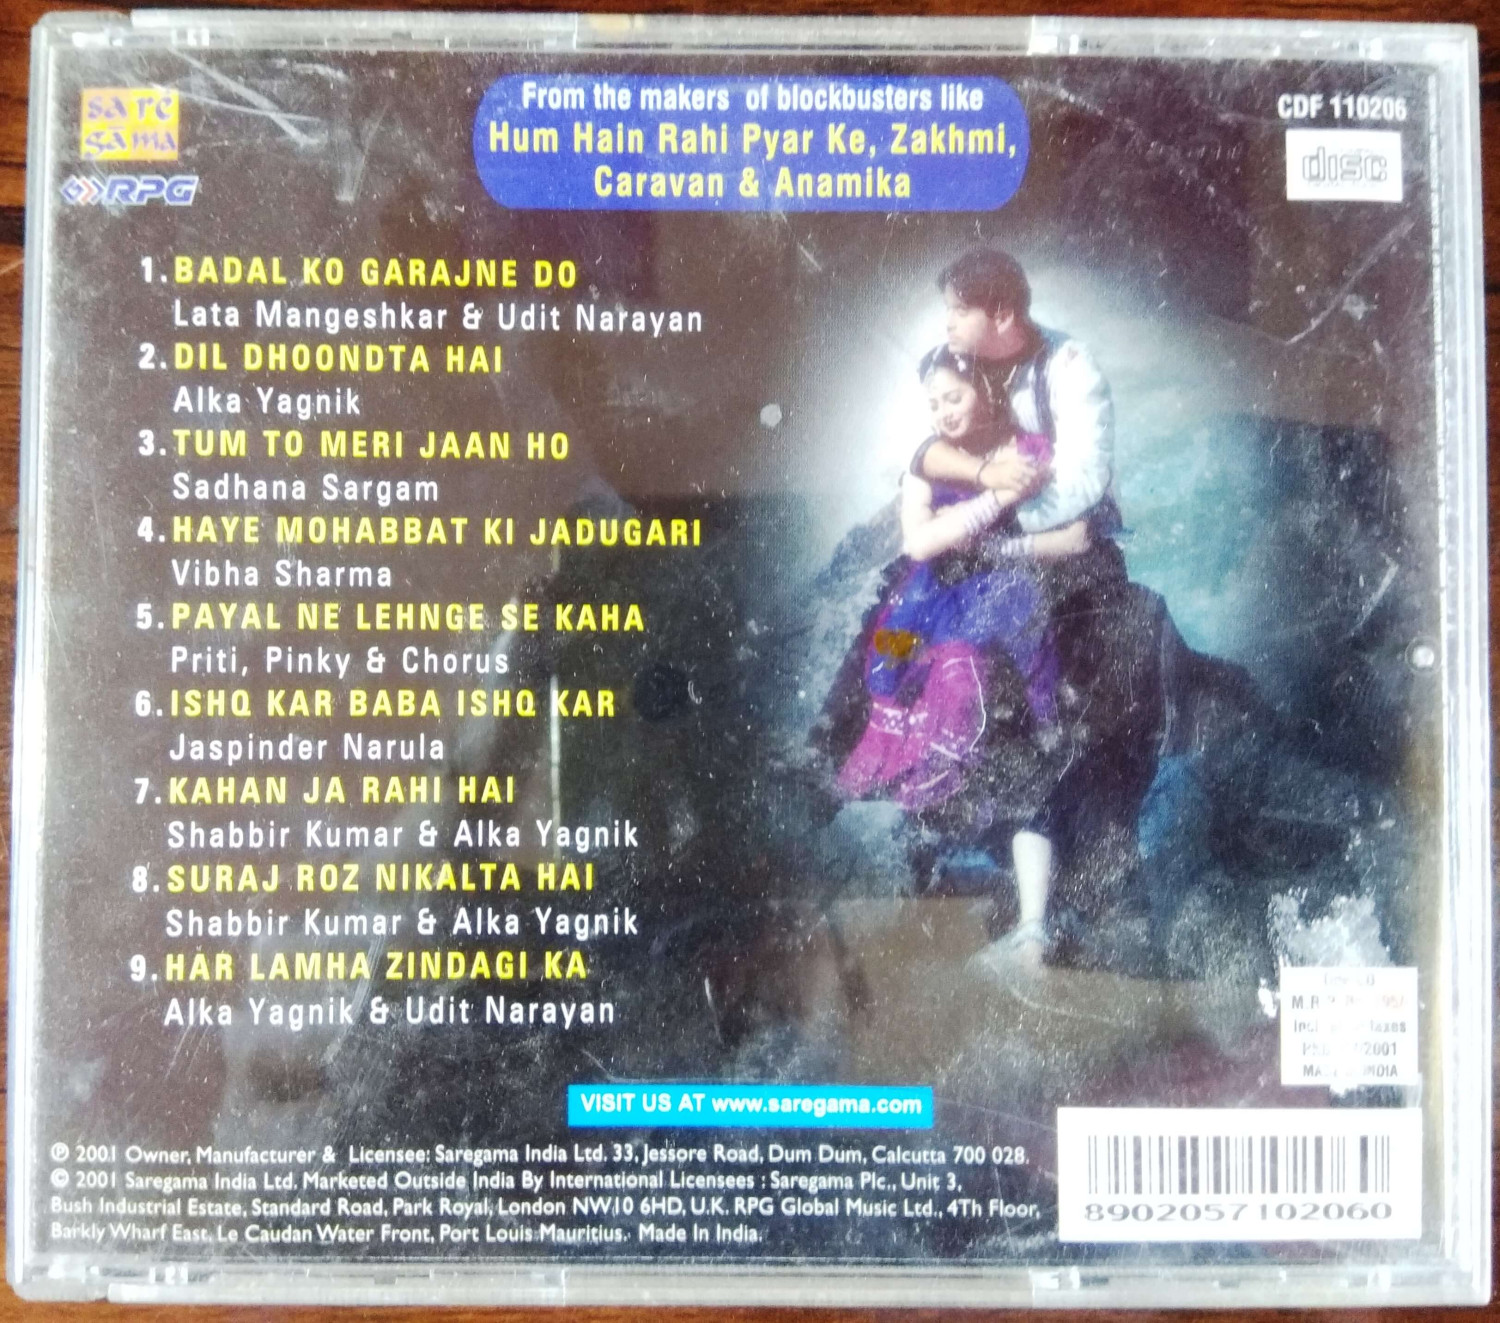 sa re
ga ma
RPG
From the makers of blockbusters like
Hum Hain Rahi Pyar Ke, Zakhmi,
Caravan & Anamika
CDF 110206
disc
1. BADAL KO GARAJNE DO
Lata Mangeshkar & Udit Narayan
2. DIL DHOONDTA HAI
Alka Yagnik
3. TUM TO MERI JAAN HO
Sadhana Sargam
4. HAYE MOHABBAT KI JADUGARI
Vibha Sharma
5. PAYAL NE LEHNGE SE KAHA
Priti, Pinky & Chorus
6. ISHQ KAR BABA ISHQ KAR
Jaspinder Narula
7. KAHAN JA RAHI HAI
Shabbir Kumar & Alka Yagnik
8. SURAJ ROZ NIKALTA HAI
Shabbir Kumar & Alka Yagnik
9. HAR LAMHA ZINDAGI KA
Alka Yagnik & Udit Narayan
INDIA
VISIT US AT www.saregama.com
℗ 2001 Owner, Manufacturer & Licensee: Saregama India Ltd. 33, Jessore Road, Dum Dum, Calcutta 700 028.
© 2001 Saregama India Ltd. Marketed Outside India By International Licensees : Saregama Plc., Unit 3,
Bush Industrial Estate, Standard Road, Park Royal, London NW10 6HD, U.K. RPG Global Music Ltd., 4Th Floor,
Barkly Wharf East, Le Caudan Water Front, Port Louis Mauritius. Made In India.
8902057102060